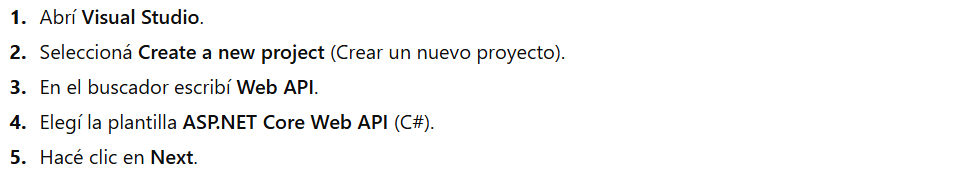 1. Abrí Visual Studio.
2. Seleccioná Create a new project (Crear un nuevo proyecto).
3. En el buscador escribí Web API.
4. Elegí la plantilla ASP.NET Core Web API (C#).
5. Hacé clic en Next.